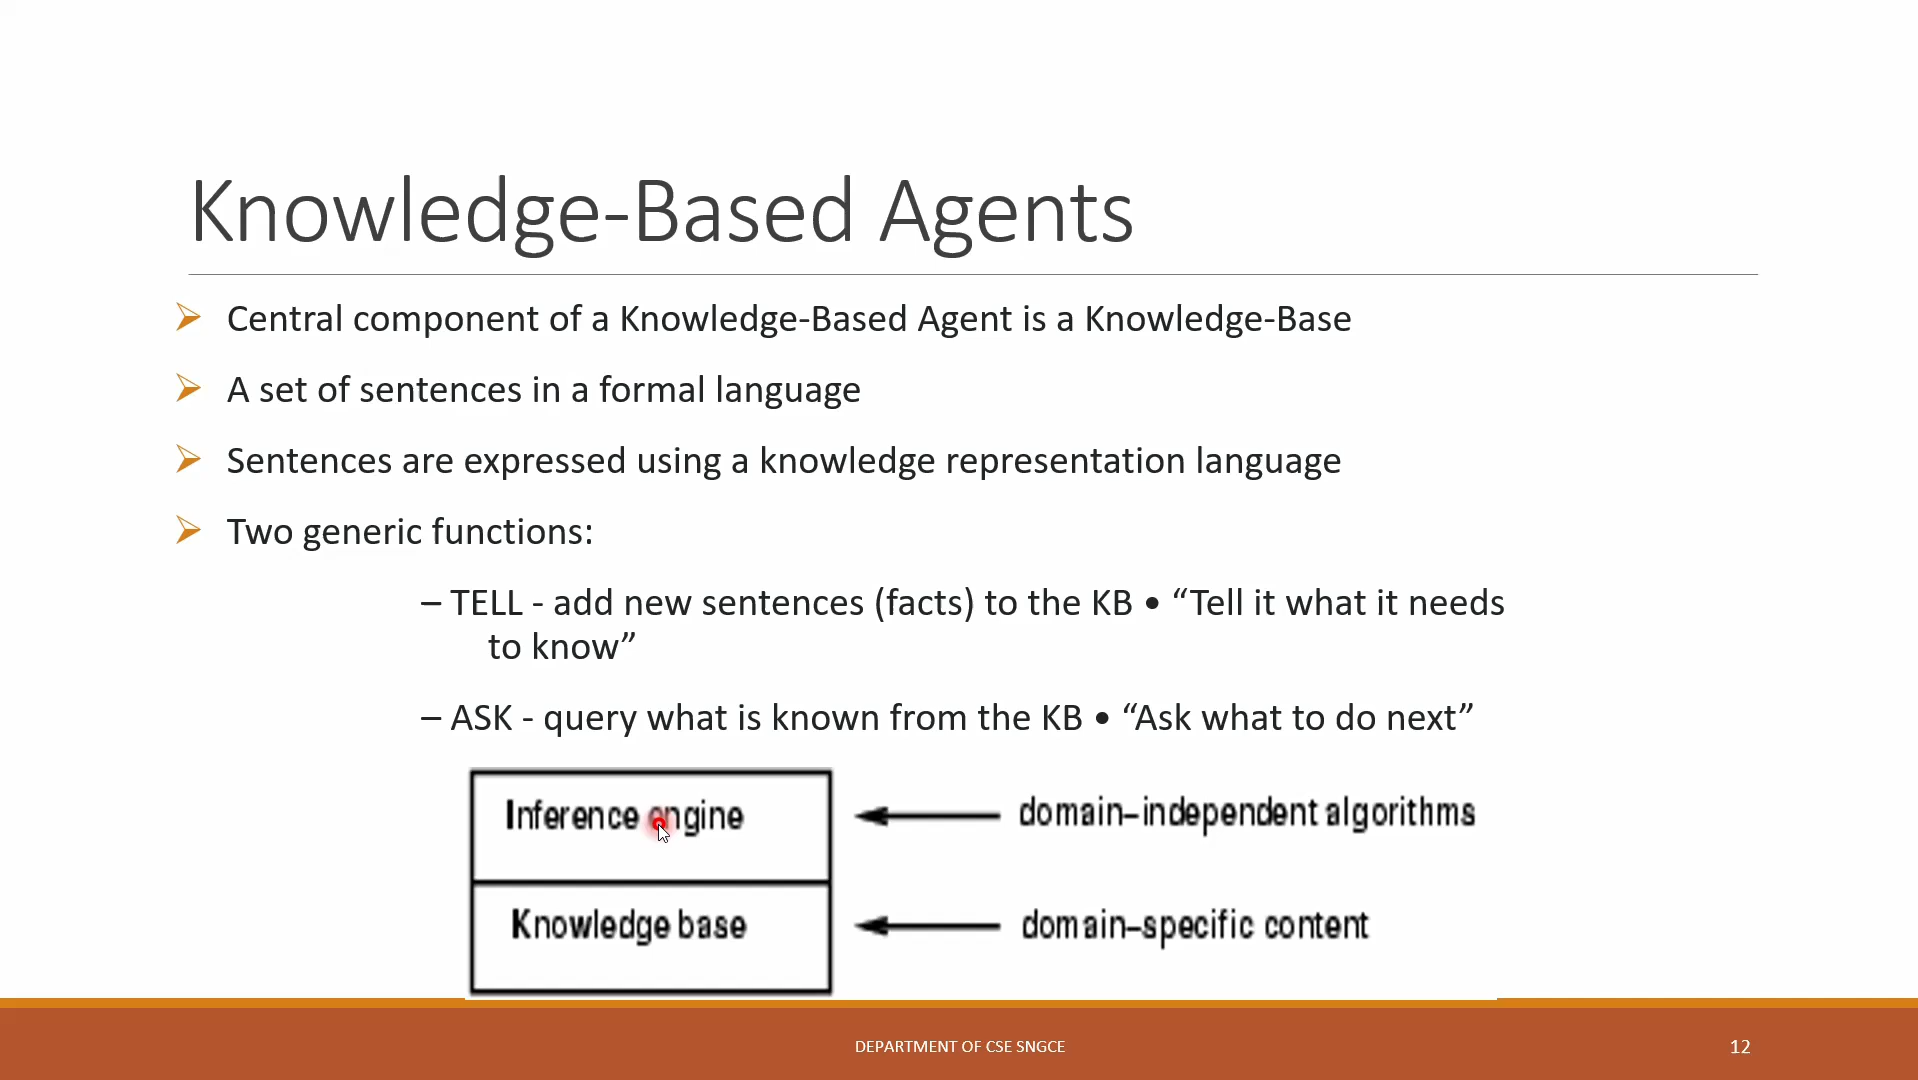 Knowledge-Based Agents
Central component of a Knowledge-Based Agent is a Knowledge-Base
A set of sentences in a formal language
Sentences are expressed using a knowledge representation language
Two generic functions:
– TELL - add new sentences (facts) to the KB • “Tell it what it needs
to know”
– ASK - query what is known from the KB • “Ask what to do next”
Inference engine
domain-independent algorithms
Knowledge base
domain-specific content
DEPARTMENT OF CSE SNGCE
12